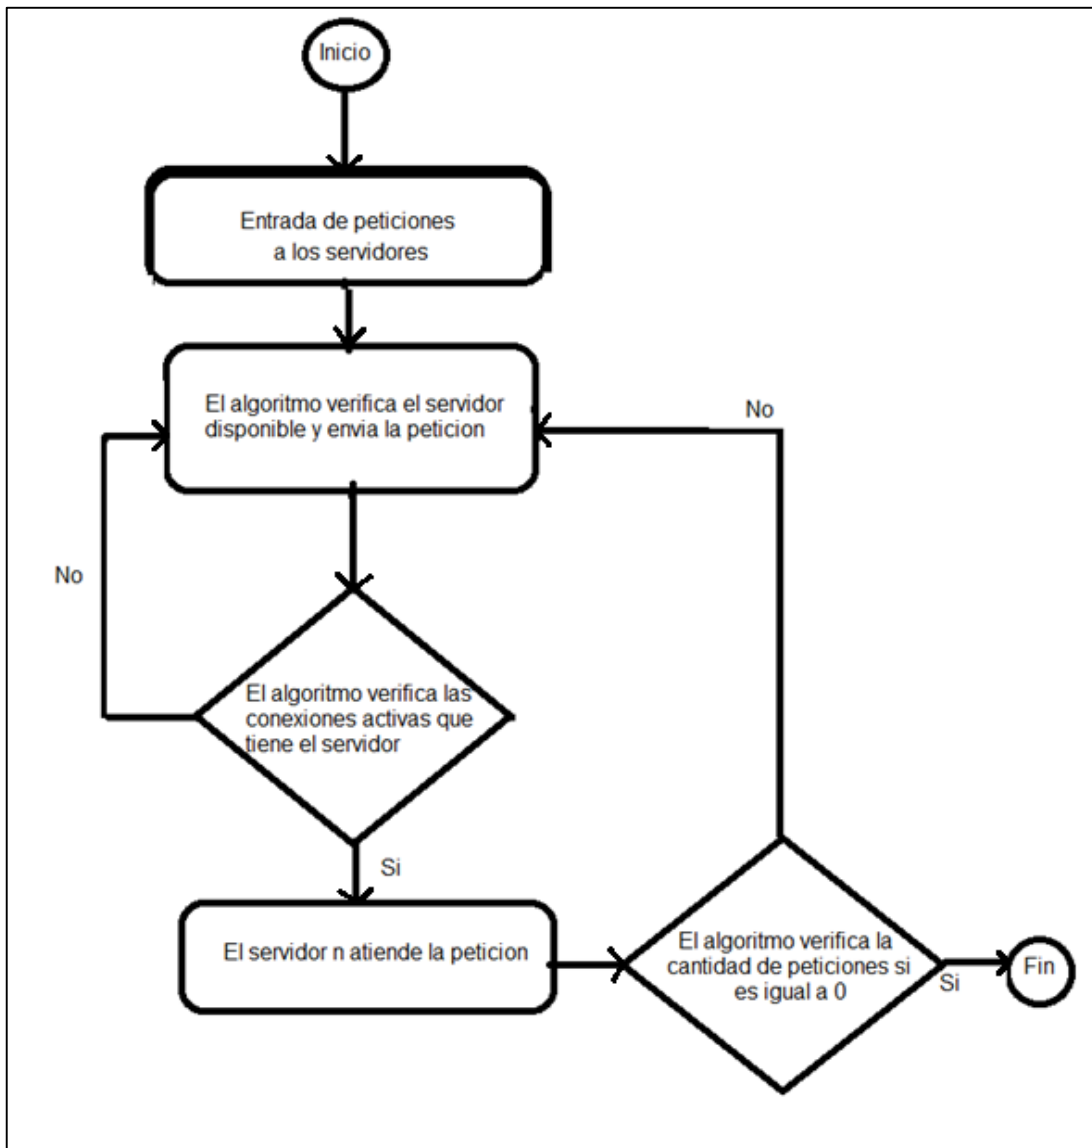 Inicio
Entrada de peticiones
a los servidores
El algoritmo verifica el servidor
disponible y envia la peticion
No
No
El algoritmo verifica las
conexiones activas que
tiene el servidor
Si
El servidor n atiende la peticion
El algoritmo verifica la
cantidad de peticiones si
es igual a 0
Si
Fin